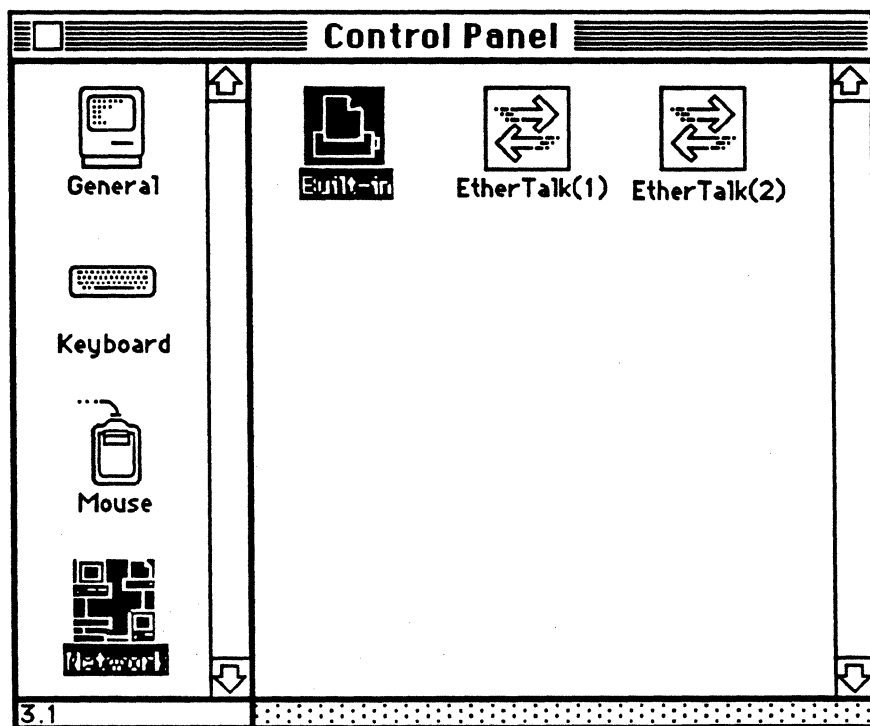 Control Panel
General
Keyboard
Mouse
Network
3.1
Built-in
EtherTalk(1)
EtherTalk(2)